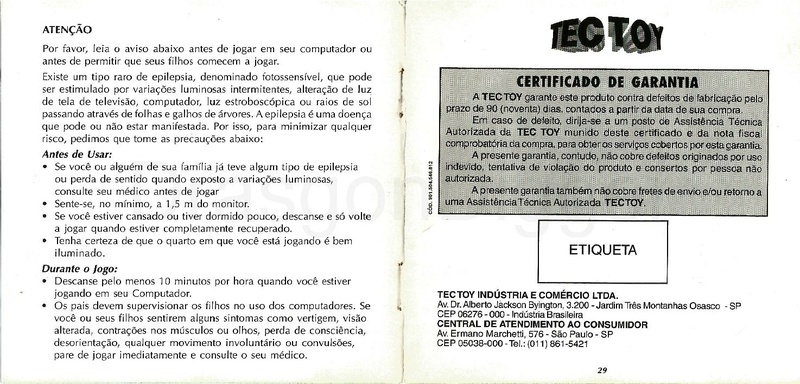 ATENÇÃO
Por favor, leia o aviso abaixo antes de jogar em seu computador ou
antes de permitir que seus filhos comecem a jogar.
Existe um tipo raro de epilepsia, denominado fotossensível, que pode
ser estimulado por variações luminosas intermitentes, alteração de luz
de tela de televisão, computador, luz estroboscópica ou raios de sol
passando através de folhas e galhos de árvores. A epilepsia é uma doença
que pode ou não estar manifestada. Por isso, para minimizar qualquer
risco, pedimos que tome as precauções abaixo:
Antes de Usar:
• Se você ou alguém de sua família já teve algum tipo de epilepsia
ou perda de sentido quando exposto a variações luminosas,
consulte seu médico antes de jogar
• Sente-se, no mínimo, a 1,5 m do monitor.
• Se você estiver cansado ou tiver dormido pouco, descanse e só volte
a jogar quando estiver completamente recuperado.
• Tenha certeza de que o quarto em que você está jogando é bem
iluminado.
Durante o Jogo:
• Descanse pelo menos 10 minutos por hora quando você estiver
jogando em seu Computador.
• Os pais devem supervisionar os filhos no uso dos computadores. Se
você ou seus filhos sentirem alguns sintomas como vertigem, visão
alterada, contrações nos músculos ou olhos, perda de consciência,
desorientação, qualquer movimento involuntário ou convulsões,
pare de jogar imediatamente e consulte o seu médico.
CÓD. 901.504.546.812
TEC TOY
CERTIFICADO DE GARANTIA
A TECTOY garante este produto contra defeitos de fabricação pelo
prazo de 90 (noventa) dias, contados a partir da data de sua compra.
Em caso de defeito, dirija-se a um posto de Assistência Técnica
Autorizada da TEC TOY munido deste certificado e da nota fiscal
comprobatória da compra, para obter os serviços cobertos por esta garantia.
A presente garantia, contudo, não cobre defeitos originados por uso
indevido, tentativa de violação do produto e consertos por pessoa não
autorizada.
A presente garantia também não cobre fretes de envio e/ou retorno a
uma Assistência Técnica Autorizada TECTOY.
ETIQUETA
TECTOY INDÚSTRIA E COMÉRCIO LTDA.
Av. Dr. Alberto Jackson Byington, 3.200 - Jardim Três Montanhas Osasco - SP
CEP 06276 - 000 - Indústria Brasileira
CENTRAL DE ATENDIMENTO AO CONSUMIDOR
Av. Ermano Marchetti, 576 - São Paulo - SP
CEP 05038-000 - Tel.: (011) 861-5421
29